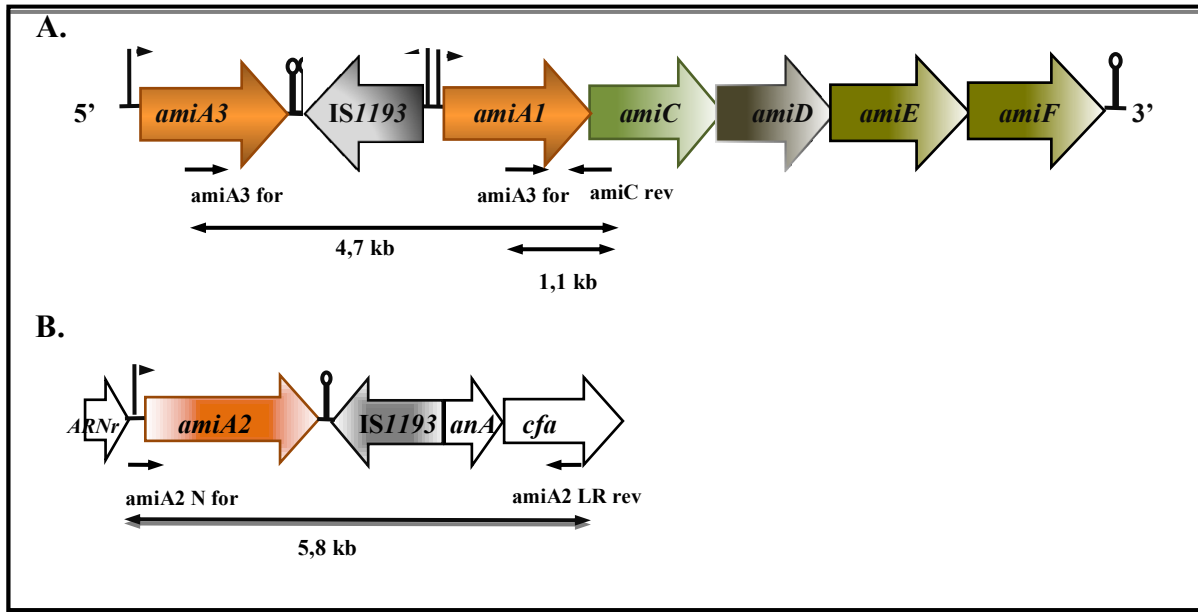 A.
5’ amiA3 IS1193 amiA1 amiC amiD amiE amiF 3’
amiA3 for amiA3 for amiC rev
4,7 kb
1,1 kb
B.
ARNr amiA2 IS1193 anA cfa
amiA2 N for amiA2 LR rev
5,8 kb